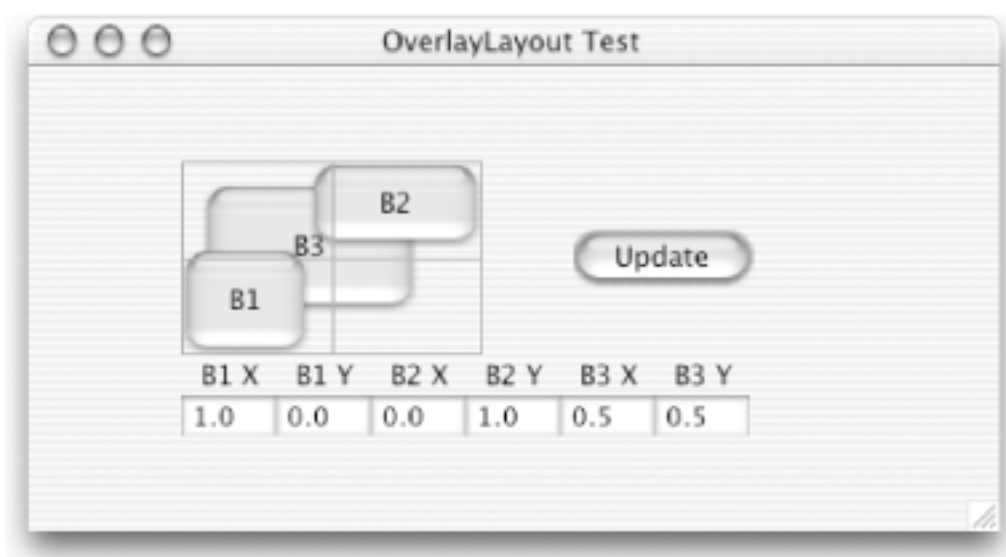 OverlayLayout Test
B2
B3
Update
B1
B1 X B1 Y B2 X B2 Y B3 X B3 Y
1.0 0.0 0.0 1.0 0.5 0.5